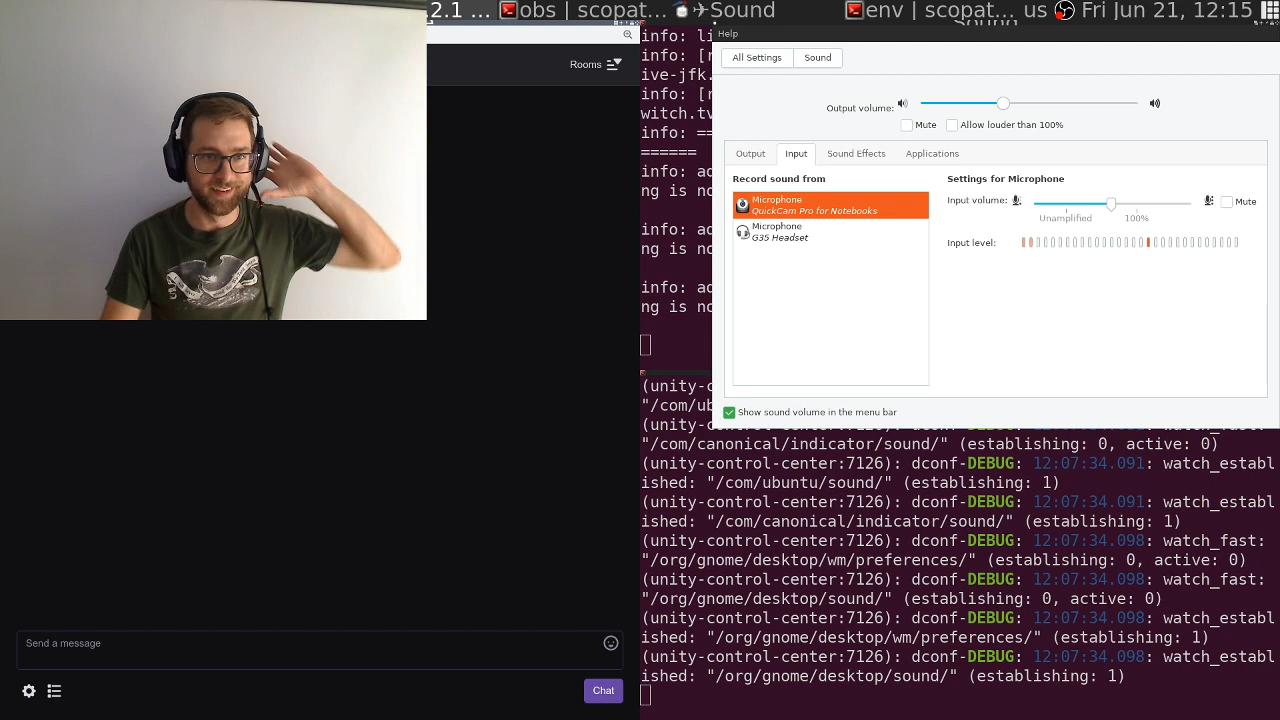 2.1 ... obs | scopat... Sound env | scopat... us Fri Jun 21, 12:15
Rooms
Send a message
Chat
info: li
info: [r
ive-jfk.
info: [r
witch.tv
info: ==
======
info: ad
ng is no
info: ad
ng is no
info: ad
ng is no
Help
All Settings Sound
Output volume:
Mute Allow louder than 100%
Output Input Sound Effects Applications
Record sound from
Microphone
QuickCam Pro for Notebooks
Microphone
G35 Headset
Settings for Microphone
Input volume: Mute
Unamplified 100%
Input level:
Show sound volume in the menu bar
(unity-c
"/com/ub
"/com/canonical/indicator/sound/" (establishing: 0, active: 0)
(unity-control-center:7126): dconf-DEBUG: 12:07:34.091: watch_establ
ished: "/com/ubuntu/sound/" (establishing: 1)
(unity-control-center:7126): dconf-DEBUG: 12:07:34.091: watch_establ
ished: "/com/canonical/indicator/sound/" (establishing: 1)
(unity-control-center:7126): dconf-DEBUG: 12:07:34.098: watch_fast:
"/org/gnome/desktop/wm/preferences/" (establishing: 0, active: 0)
(unity-control-center:7126): dconf-DEBUG: 12:07:34.098: watch_fast:
"/org/gnome/desktop/sound/" (establishing: 0, active: 0)
(unity-control-center:7126): dconf-DEBUG: 12:07:34.098: watch_establ
ished: "/org/gnome/desktop/wm/preferences/" (establishing: 1)
(unity-control-center:7126): dconf-DEBUG: 12:07:34.098: watch_establ
ished: "/org/gnome/desktop/sound/" (establishing: 1)